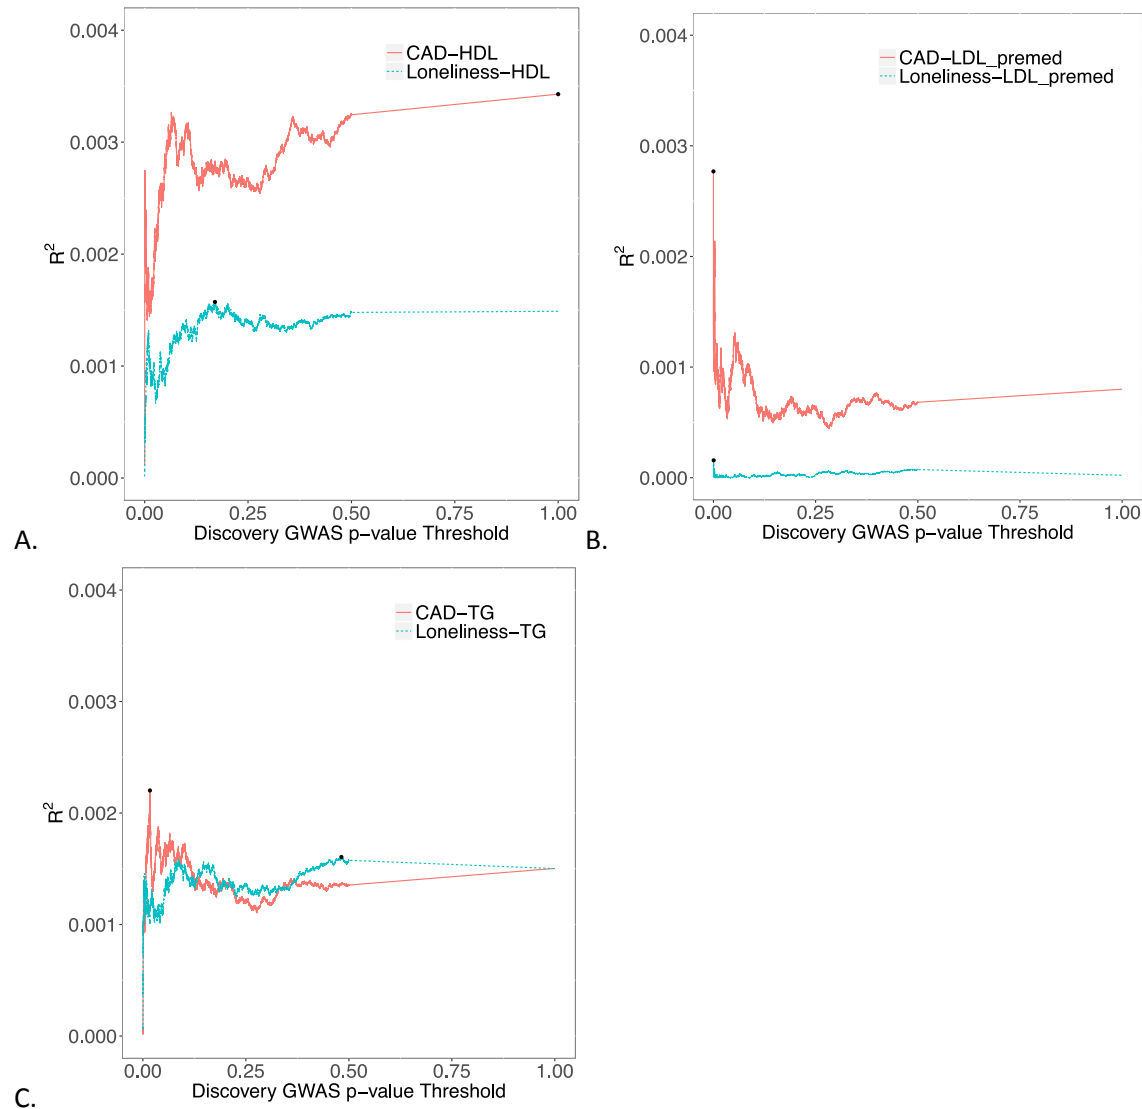 0.004
0.003
0.002
0.001
0.000
R²
CAD−HDL
Loneliness−HDL
0.00 0.25 0.50 0.75 1.00
Discovery GWAS p−value Threshold
A.
0.004
0.003
0.002
0.001
0.000
R²
CAD−LDL_premed
Loneliness−LDL_premed
0.00 0.25 0.50 0.75 1.00
Discovery GWAS p−value Threshold
B.
0.004
0.003
0.002
0.001
0.000
R²
CAD−TG
Loneliness−TG
0.00 0.25 0.50 0.75 1.00
Discovery GWAS p−value Threshold
C.